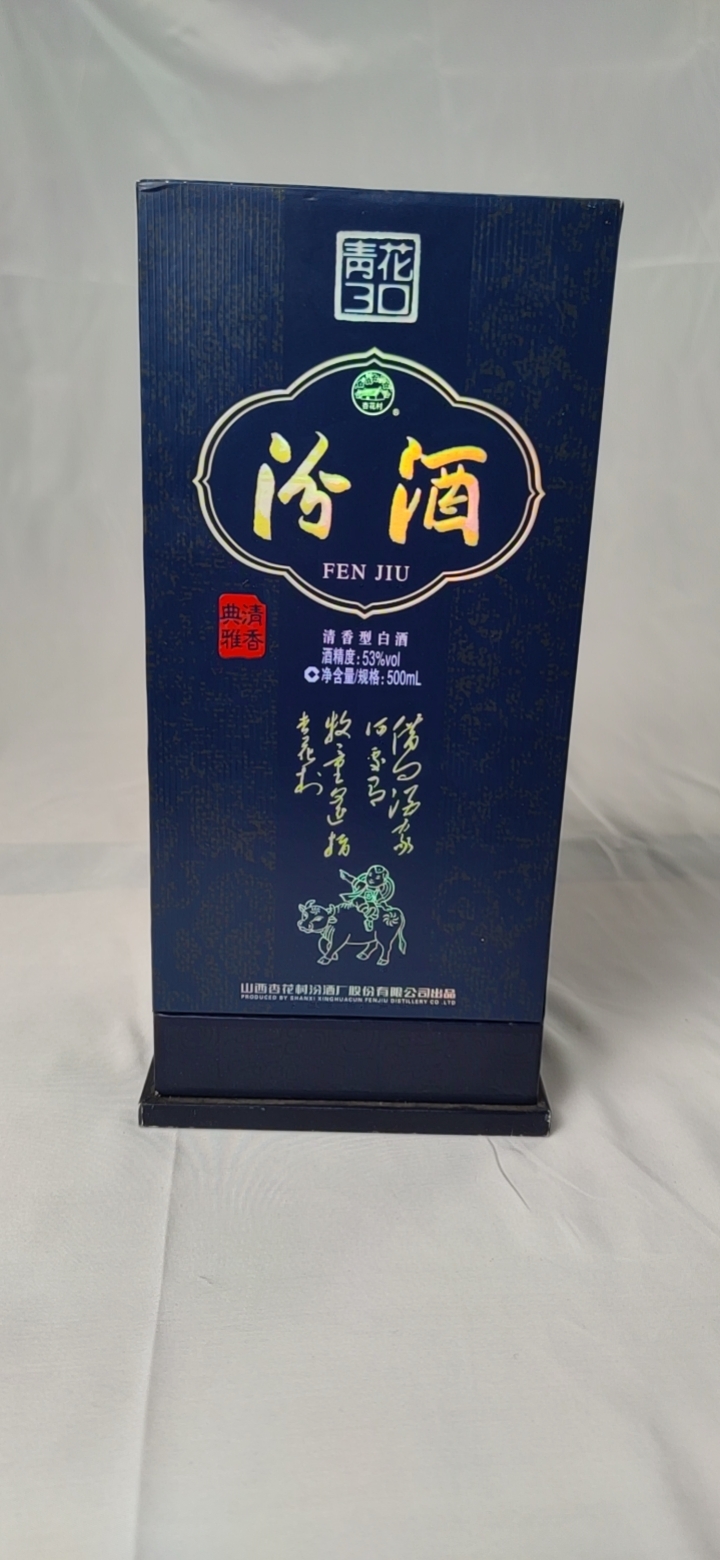 青花
30
杏花村
®
汾酒
FEN JIU
清香
典雅
清香型白酒
酒精度:53%vol
净含量/规格:500mL
借问酒家
何处有
牧童遥指
杏花村
山西杏花村汾酒厂股份有限公司出品
PRODUCED BY SHANXI XINGHUACUN FENJIU DISTILLERY CO.,LTD